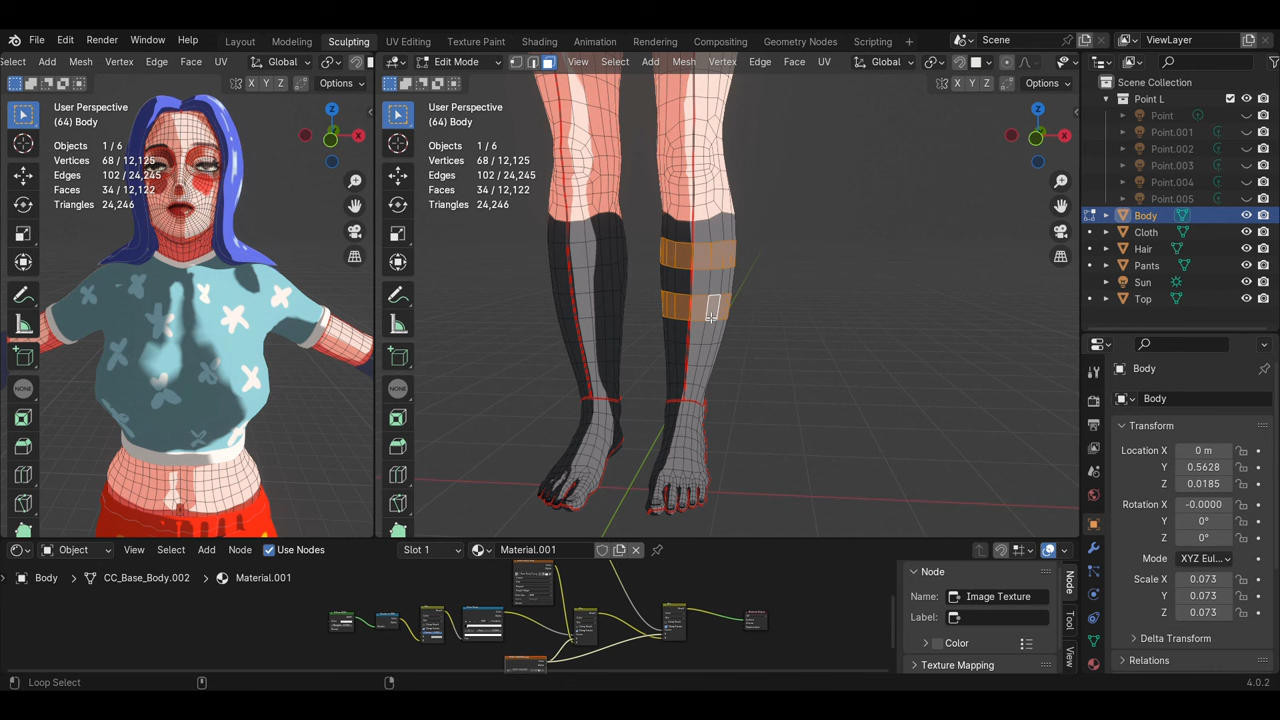 File Edit Render Window Help Layout Modeling Sculpting UV Editing Texture Paint Shading Animation Rendering Compositing Geometry Nodes Scripting Scene ViewLayer
Select Add Mesh Vertex Edge Face UV Global
Edit Mode View Select Add Mesh Vertex Edge Face UV Global
Options
X Y Z Options
Scene Collection
User Perspective
(64) Body
Objects 1 / 6
Vertices 68 / 12,125
Edges 102 / 24,245
Faces 34 / 12,122
Triangles 24,246
Z
X
NONE
User Perspective
(64) Body
Objects 1 / 6
Vertices 68 / 12,125
Edges 102 / 24,245
Faces 34 / 12,122
Triangles 24,246
Z
X
NONE
Point L
Point
Point.001
Point.002
Point.003
Point.004
Point.005
Body
Cloth
Hair
Pants
Sun
Top
Body
Body
Transform
Location X 0 m
Y 0.5628
Z 0.0185
Rotation X -0.0000
Y 0°
Z 0°
Mode XYZ Eul...
Scale X 0.073
Y 0.073
Z 0.073
Delta Transform
Relations
Object View Select Add Node Use Nodes Slot 1 Material.001
Body CC_Base_Body.002 Material.001
Node
Name: Image Texture
Label:
Color
Texture Mapping
Node
Tool
View
Loop Select
4.0.2